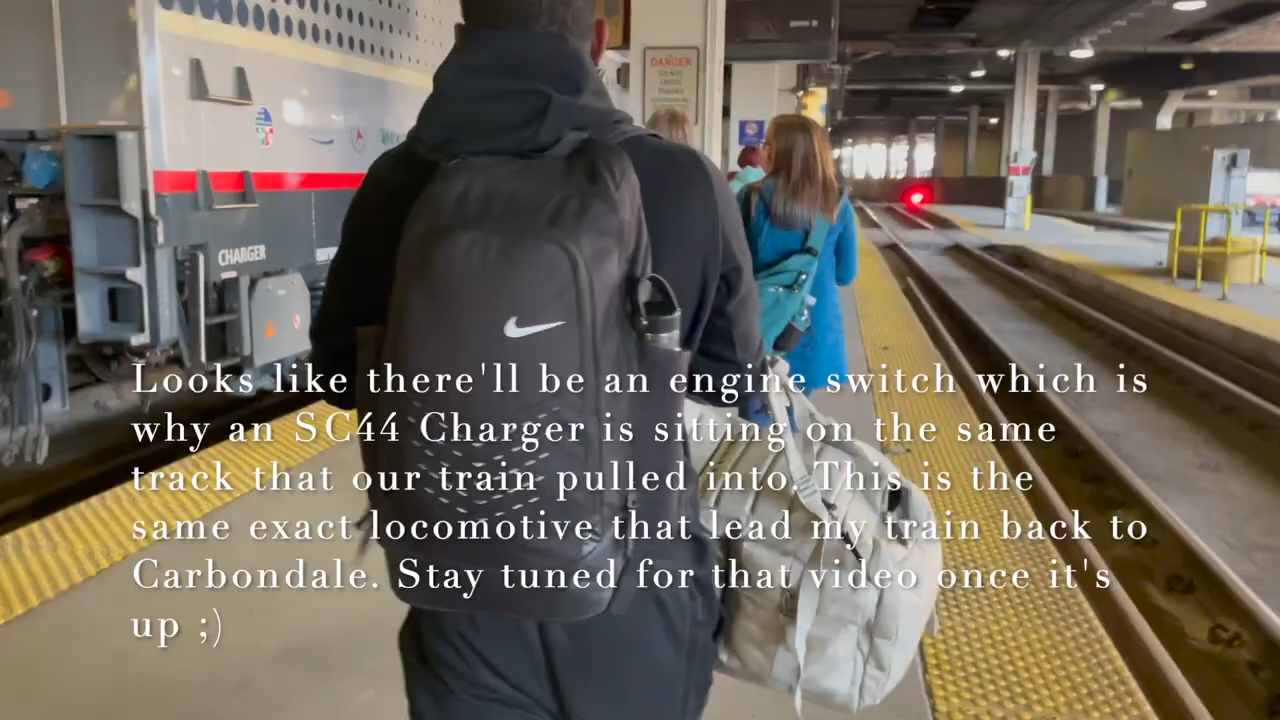 DANGER
CHARGER
Looks like there'll be an engine switch which is
why an SC44 Charger is sitting on the same
track that our train pulled into. This is the
same exact locomotive that lead my train back to
Carbondale. Stay tuned for that video once it's
up ;)